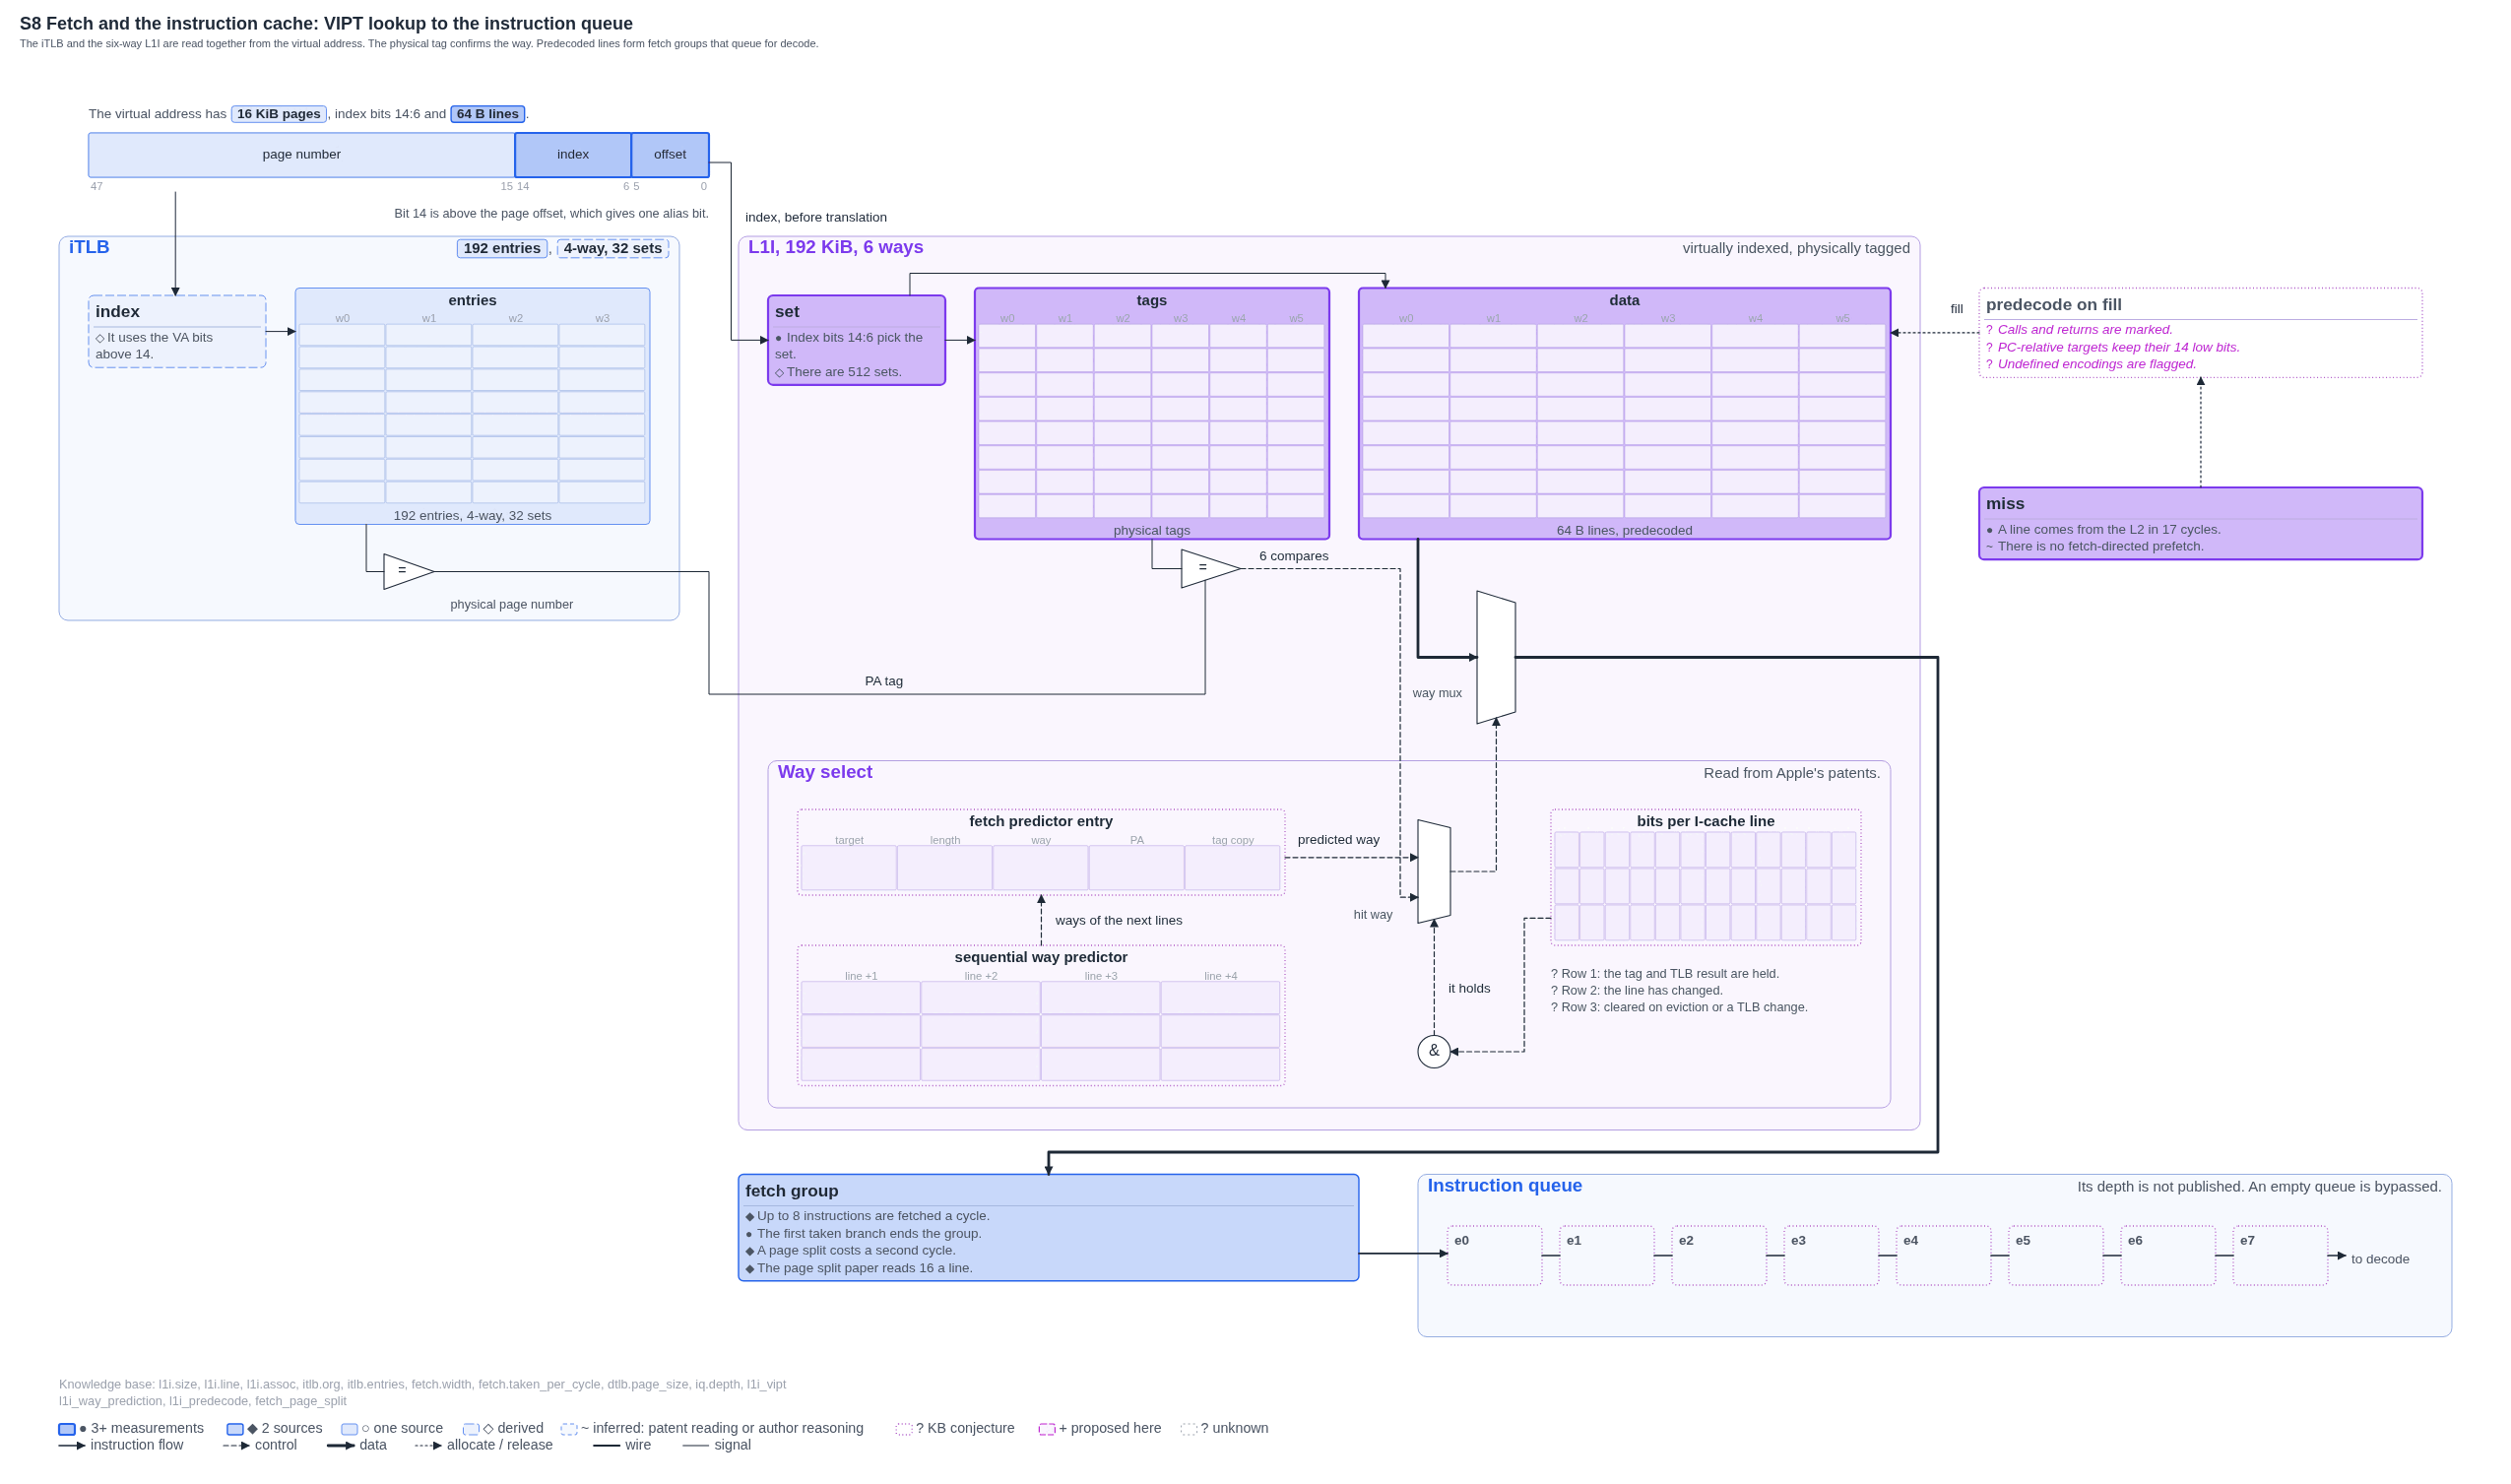 S8 Fetch and the instruction cache: VIPT lookup to the instruction queue
The iTLB and the six-way L1I are read together from the virtual address. The physical tag confirms the way. Predecoded lines form fetch groups that queue for decode.
The virtual address has 16 KiB pages, index bits 14:6 and 64 B lines.
page number index offset
47 15 14 6 5 0
Bit 14 is above the page offset, which gives one alias bit.
index, before translation
iTLB 192 entries, 4-way, 32 sets
index
◇ It uses the VA bits
above 14.
entries
w0 w1 w2 w3
192 entries, 4-way, 32 sets
=
physical page number
L1I, 192 KiB, 6 ways virtually indexed, physically tagged
set
● Index bits 14:6 pick the
set.
◇ There are 512 sets.
tags
w0 w1 w2 w3 w4 w5
physical tags
data
w0 w1 w2 w3 w4 w5
64 B lines, predecoded
fill
predecode on fill
? Calls and returns are marked.
? PC-relative targets keep their 14 low bits.
? Undefined encodings are flagged.
miss
● A line comes from the L2 in 17 cycles.
~ There is no fetch-directed prefetch.
=
6 compares
PA tag
way mux
Way select Read from Apple's patents.
fetch predictor entry
target length way PA tag copy
predicted way
ways of the next lines
hit way
sequential way predictor
line +1 line +2 line +3 line +4
it holds
&
bits per I-cache line
? Row 1: the tag and TLB result are held.
? Row 2: the line has changed.
? Row 3: cleared on eviction or a TLB change.
fetch group
◆ Up to 8 instructions are fetched a cycle.
● The first taken branch ends the group.
◆ A page split costs a second cycle.
◆ The page split paper reads 16 a line.
Instruction queue Its depth is not published. An empty queue is bypassed.
e0 e1 e2 e3 e4 e5 e6 e7
to decode
Knowledge base: l1i.size, l1i.line, l1i.assoc, itlb.org, itlb.entries, fetch.width, fetch.taken_per_cycle, dtlb.page_size, iq.depth, l1i_vipt
l1i_way_prediction, l1i_predecode, fetch_page_split
● 3+ measurements ◆ 2 sources ○ one source ◇ derived ~ inferred: patent reading or author reasoning ? KB conjecture + proposed here ? unknown
instruction flow control data allocate / release wire signal